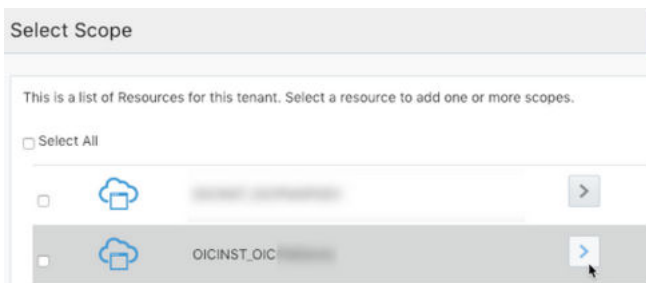 Select Scope
This is a list of Resources for this tenant. Select a resource to add one or more scopes.
Select All
OICINST_OIC